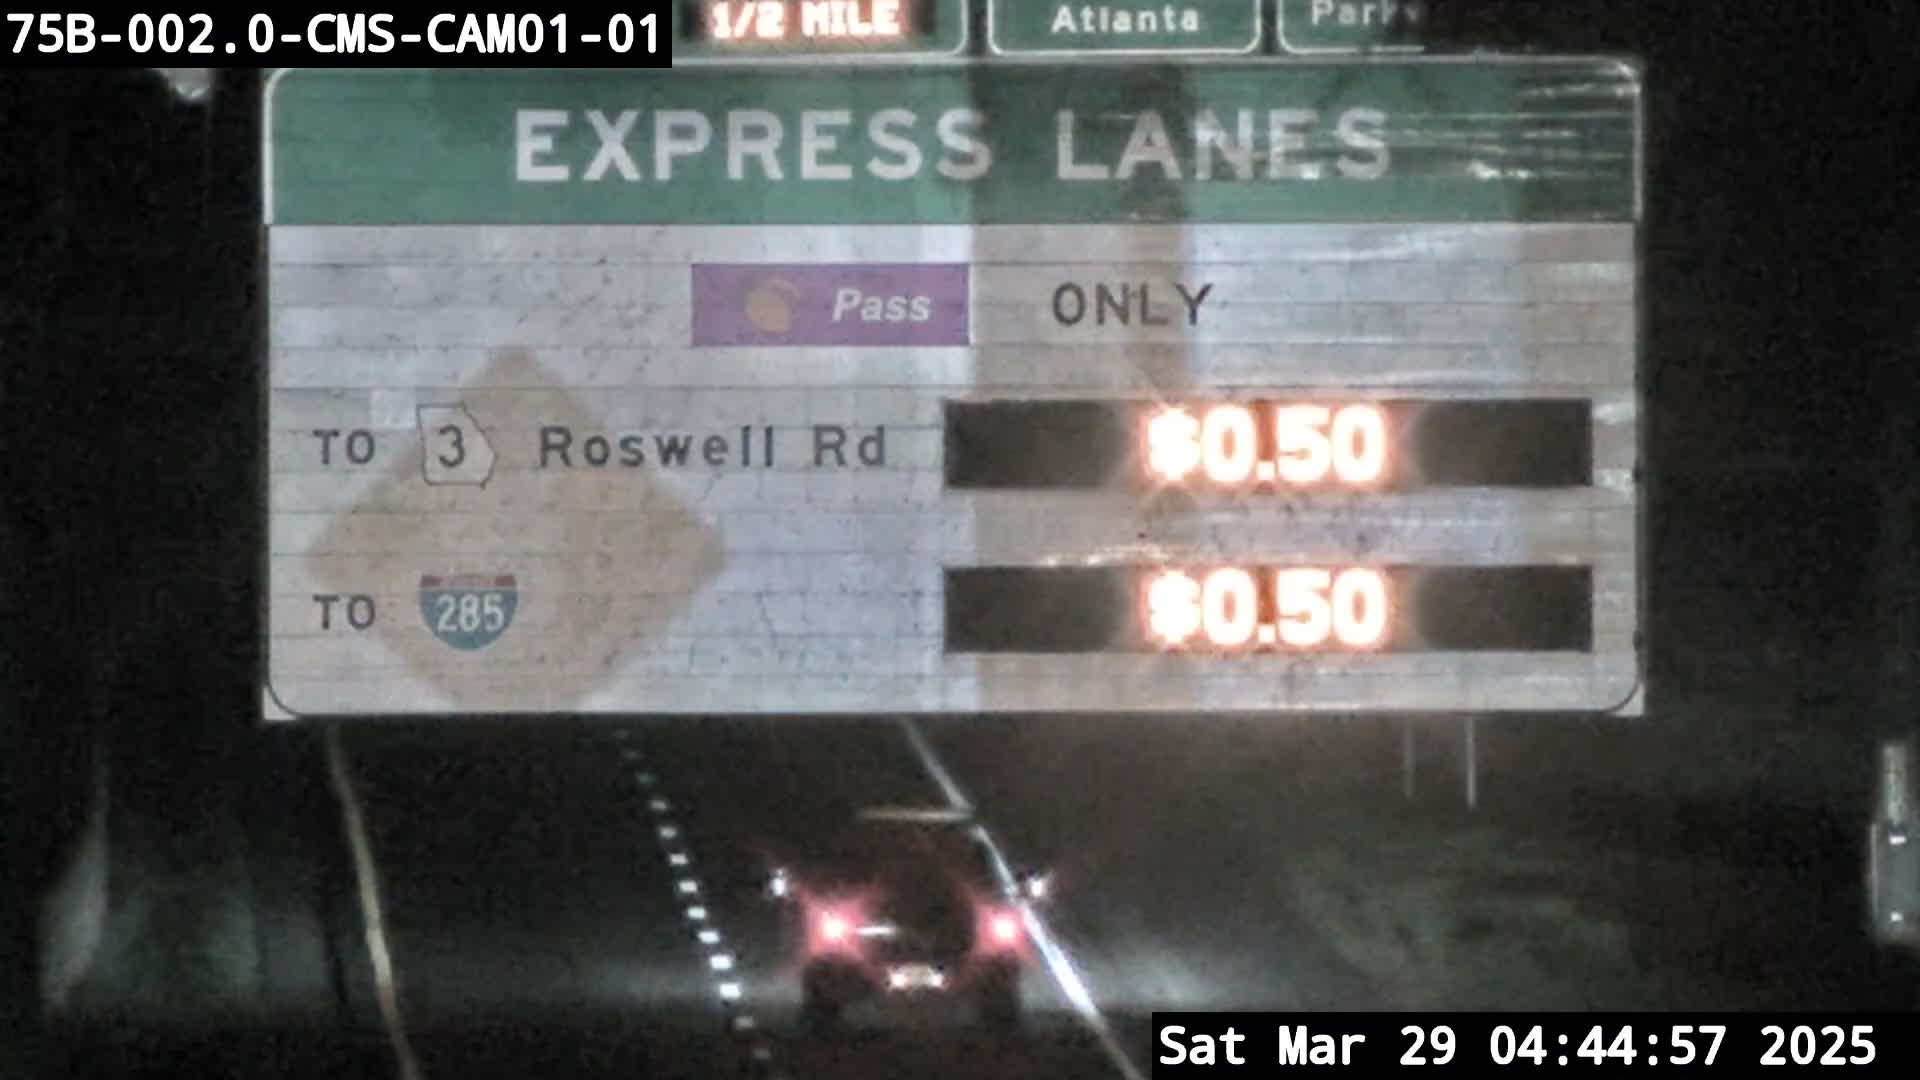 75B-002.0-CMS-CAM01-01
1/2 MILE
Atlanta
EXPRESS LANES
Pass ONLY
TO 3 Roswell Rd $0.50
TO 285 $0.50
Sat Mar 29 04:44:57 2025